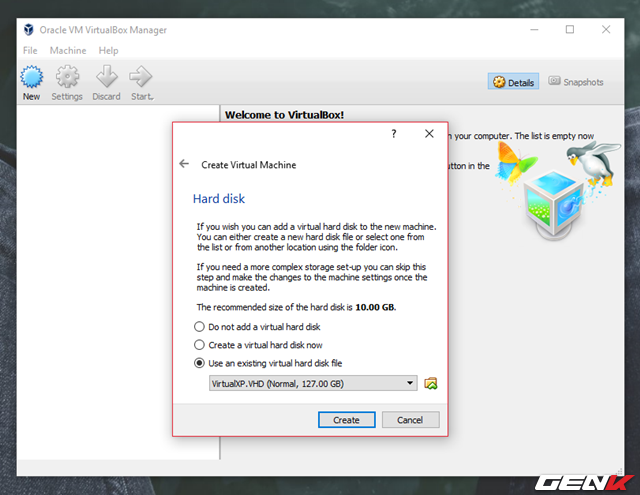 Oracle VM VirtualBox Manager
File Machine Help
New Settings Discard Start.
Details Snapshots
Welcome to VirtualBox!
n your computer. The list is empty now
utton in the
?
Create Virtual Machine
Hard disk
If you wish you can add a virtual hard disk to the new machine.
You can either create a new hard disk file or select one from
the list or from another location using the folder icon.
If you need a more complex storage set-up you can skip this
step and make the changes to the machine settings once the
machine is created.
The recommended size of the hard disk is 10.00 GB.
Do not add a virtual hard disk
Create a virtual hard disk now
Use an existing virtual hard disk file
VirtualXP.VHD (Normal, 127.00 GB)
Create Cancel
GENK